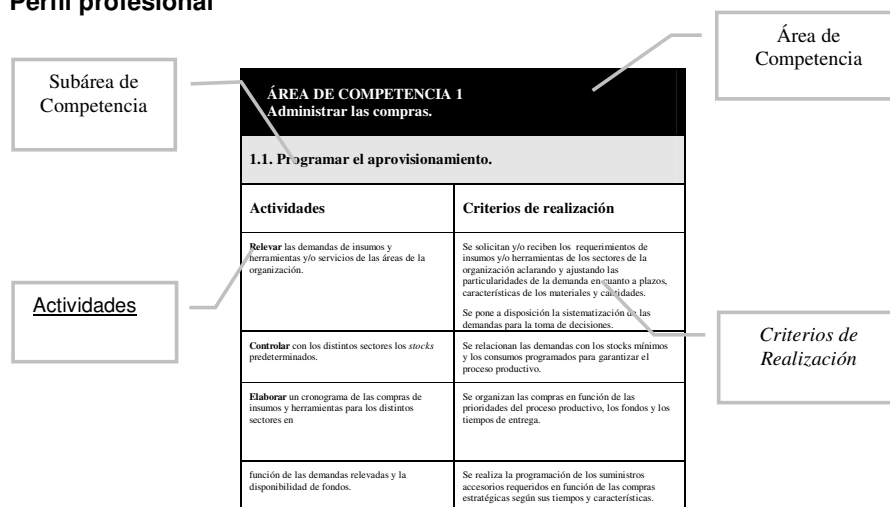 Perfil profesional
Área de
Competencia
Subárea de
Competencia
ÁREA DE COMPETENCIA 1
Administrar las compras.
1.1. Programar el aprovisionamiento.
Actividades
Criterios de realización
Relevar las demandas de insumos y
herramientas y/o servicios de las áreas de la
organización.
Se solicitan y/o reciben los requerimientos de
insumos y/o herramientas de los sectores de la
organización aclarando y ajustando las
particularidades de la demanda en cuanto a plazos,
características de los materiales y cantidades.
Se pone a disposición la sistematización de las
demandas para la toma de decisiones.
Actividades
Criterios de
Realización
Controlar con los distintos sectores los stocks
predeterminados.
Se relacionan las demandas con los stocks mínimos
y los consumos programados para garantizar el
proceso productivo.
Elaborar un cronograma de las compras de
insumos y herramientas para los distintos
sectores en
Se organizan las compras en función de las
prioridades del proceso productivo, los fondos y los
tiempos de entrega.
función de las demandas relevadas y la
disponibilidad de fondos.
Se realiza la programación de los suministros
accesorios requeridos en función de las compras
estratégicas según sus tiempos y características.